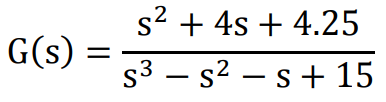 G(s) = (s² + 4s + 4.25) / (s³ − s² − s + 15)